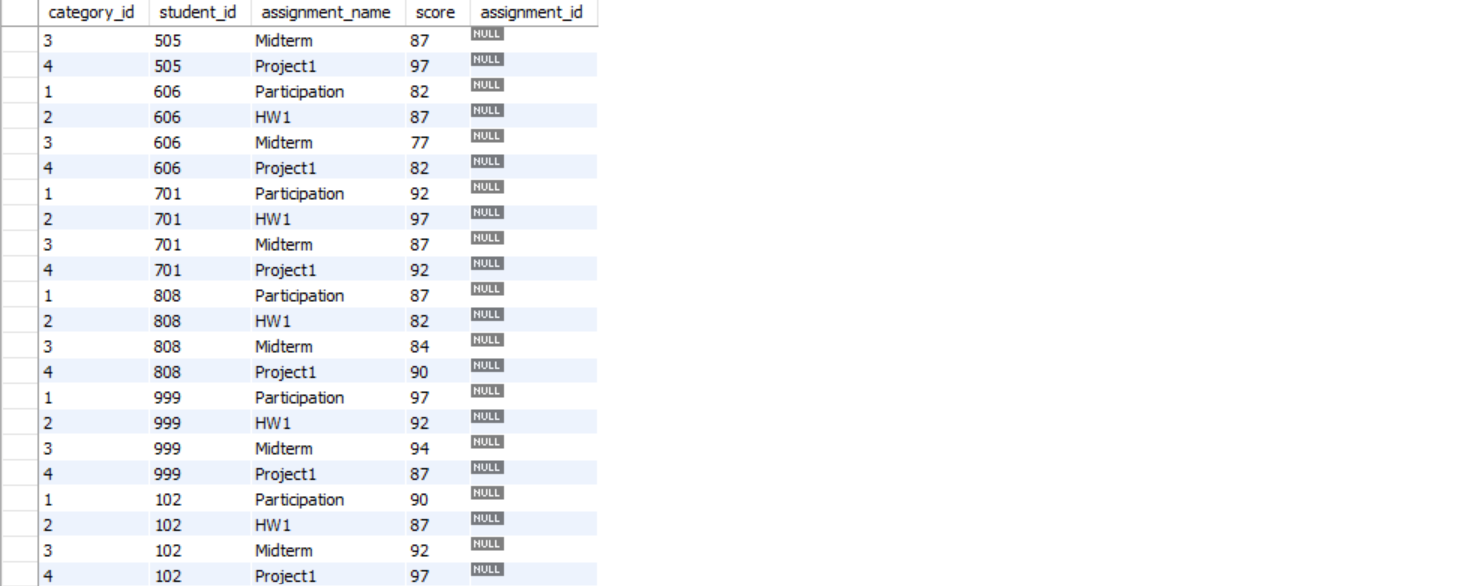 category_id student_id assignment_name score assignment_id
3 505 Midterm 87 NULL
4 505 Project1 97 NULL
1 606 Participation 82 NULL
2 606 HW1 87 NULL
3 606 Midterm 77 NULL
4 606 Project1 82 NULL
1 701 Participation 92 NULL
2 701 HW1 97 NULL
3 701 Midterm 87 NULL
4 701 Project1 92 NULL
1 808 Participation 87 NULL
2 808 HW1 82 NULL
3 808 Midterm 84 NULL
4 808 Project1 90 NULL
1 999 Participation 97 NULL
2 999 HW1 92 NULL
3 999 Midterm 94 NULL
4 999 Project1 87 NULL
1 102 Participation 90 NULL
2 102 HW1 87 NULL
3 102 Midterm 92 NULL
4 102 Project1 97 NULL